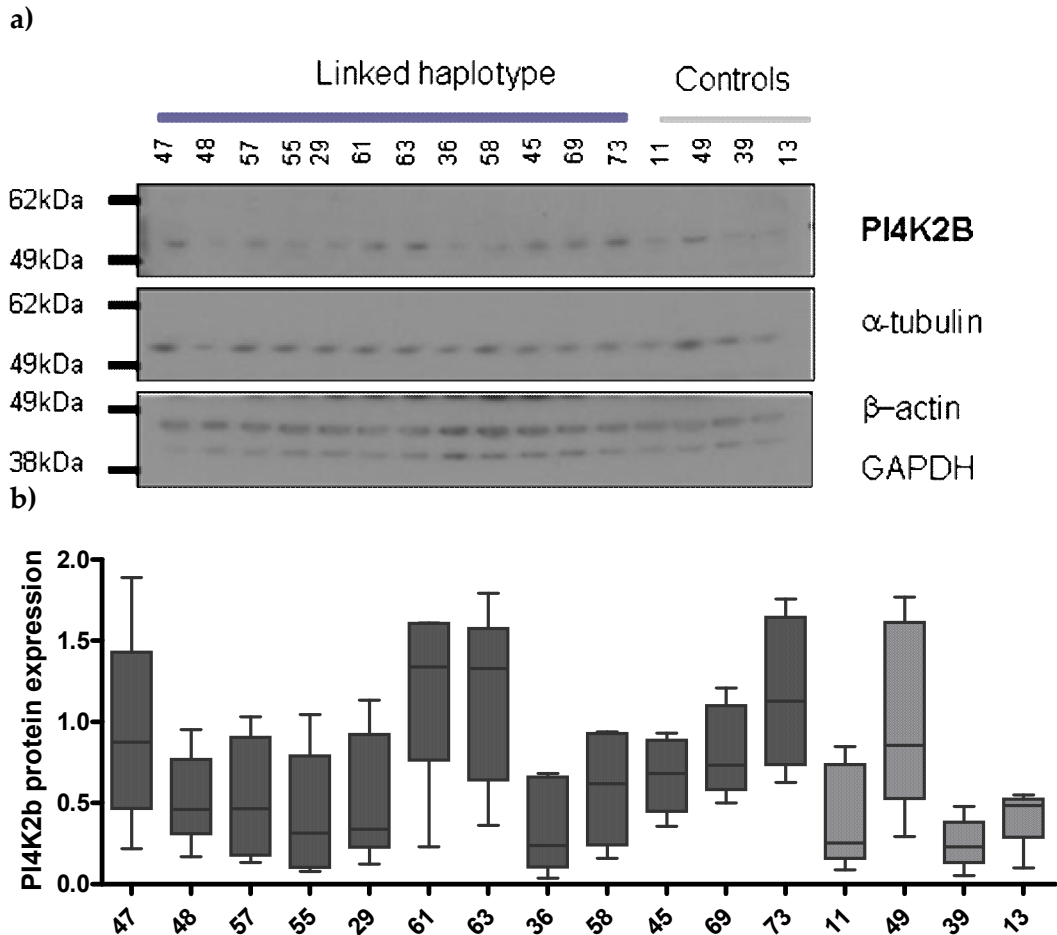 a)
Linked haplotype Controls
47 48 57 55 29 61 63 36 58 45 69 73 11 49 39 13
62kDa
49kDa
PI4K2B
62kDa
49kDa
α-tubulin
49kDa
38kDa
β-actin
GAPDH
b)
PI4K2b protein expression
2.0
1.5
1.0
0.5
0.0
47 48 57 55 29 61 63 36 58 45 69 73 11 49 39 13